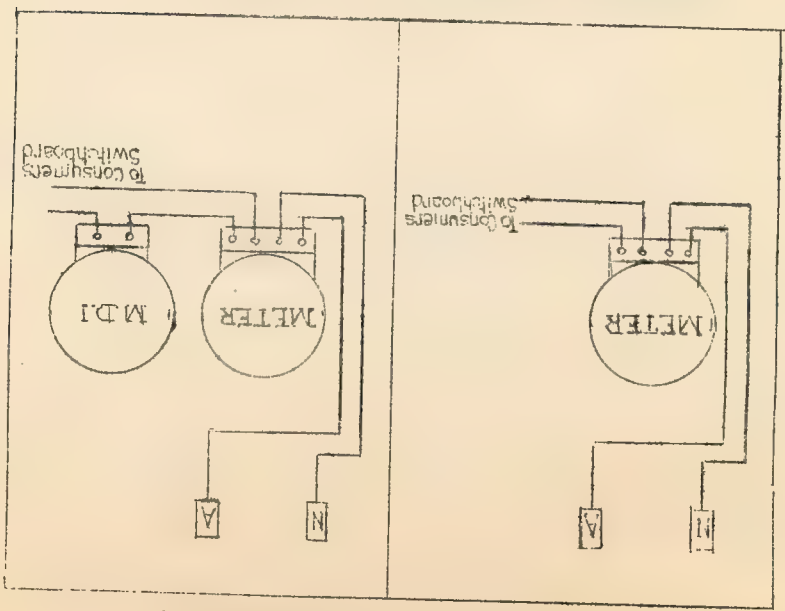 N
A
METER
To Consumers
Switchboard
N
A
METER
M.D.I
To Consumers
Switchboard